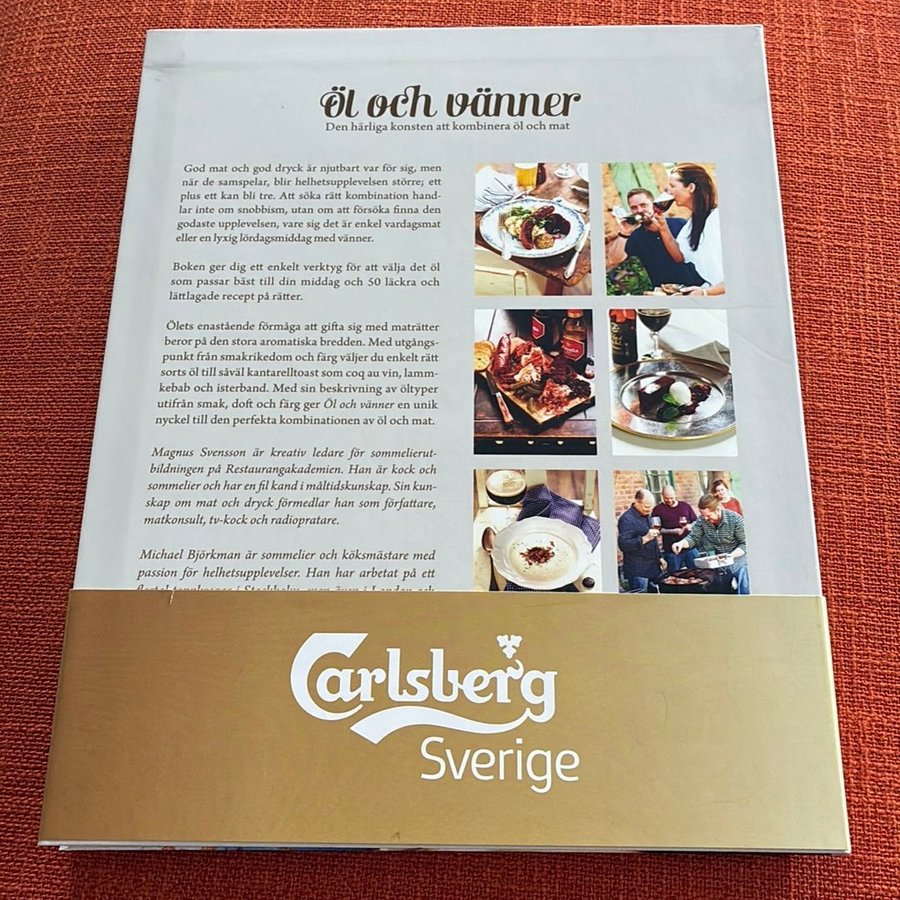 Öl och vänner
Den härliga konsten att kombinera öl och mat
God mat och god dryck är njutbart var för sig, men
när de samspelar, blir helhetsupplevelsen större; ett
plus ett kan bli tre. Att söka rätt kombination hand-
lar inte om snobbism, utan om att försöka finna den
godaste upplevelsen, vare sig det är enkel vardagsmat
eller en lyxig lördagsmiddag med vänner.
Boken ger dig ett enkelt verktyg för att välja det öl
som passar bäst till din middag och 50 läckra och
lättlagade recept på rätter.
Ölets enastående förmåga att gifta sig med maträtter
beror på den stora aromatiska bredden. Med utgångs-
punkt från smakrikedom och färg väljer du enkelt rätt
sorts öl till såväl kantarelltoast som coq au vin, lamm-
kebab och isterband. Med sin beskrivning av öltyper
utifrån smak, doft och färg ger Öl och vänner en unik
nyckel till den perfekta kombinationen av öl och mat.
Magnus Svensson är kreativ ledare för sommelierut-
bildningen på Restaurangakademien. Han är kock och
sommelier och har en fil kand i måltidskunskap. Sin kun-
skap om mat och dryck förmedlar han som författare,
matkonsult, tv-kock och radiopratare.
Michael Björkman är sommelier och köksmästare med
passion för helhetsupplevelser. Han har arbetat på ett
Carlsberg
Sverige